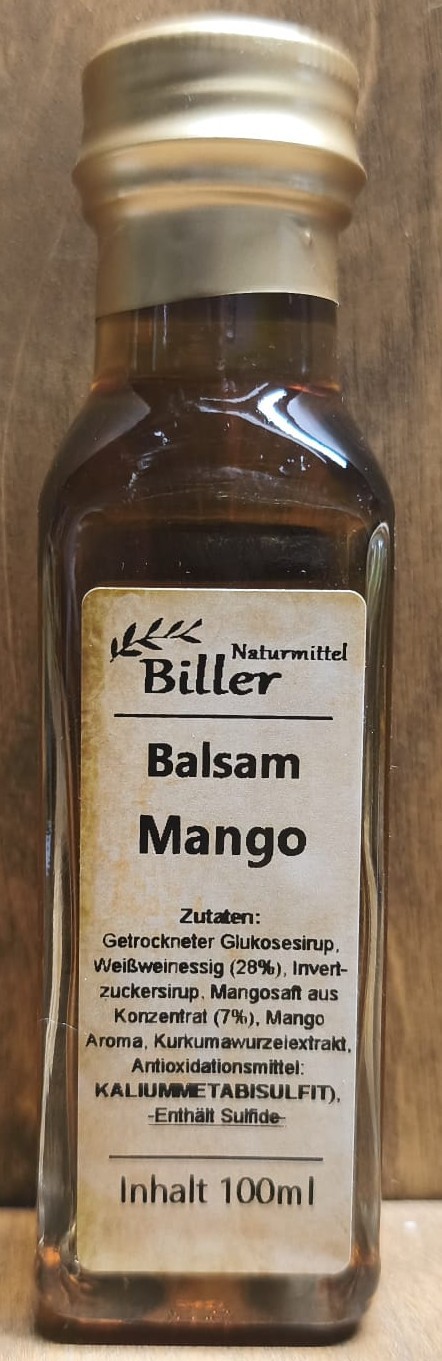 Naturmittel
Biller
Balsam
Mango
Zutaten:
Getrockneter Glukosesirup,
Weißweinessig (28%), Invert-
zuckersirup, Mangosaft aus
Konzentrat (7%), Mango
Aroma, Kurkumawurzelextrakt,
Antioxidationsmittel:
KALIUMMETABISULFIT),
-Enthält Sulfide-
Inhalt 100ml